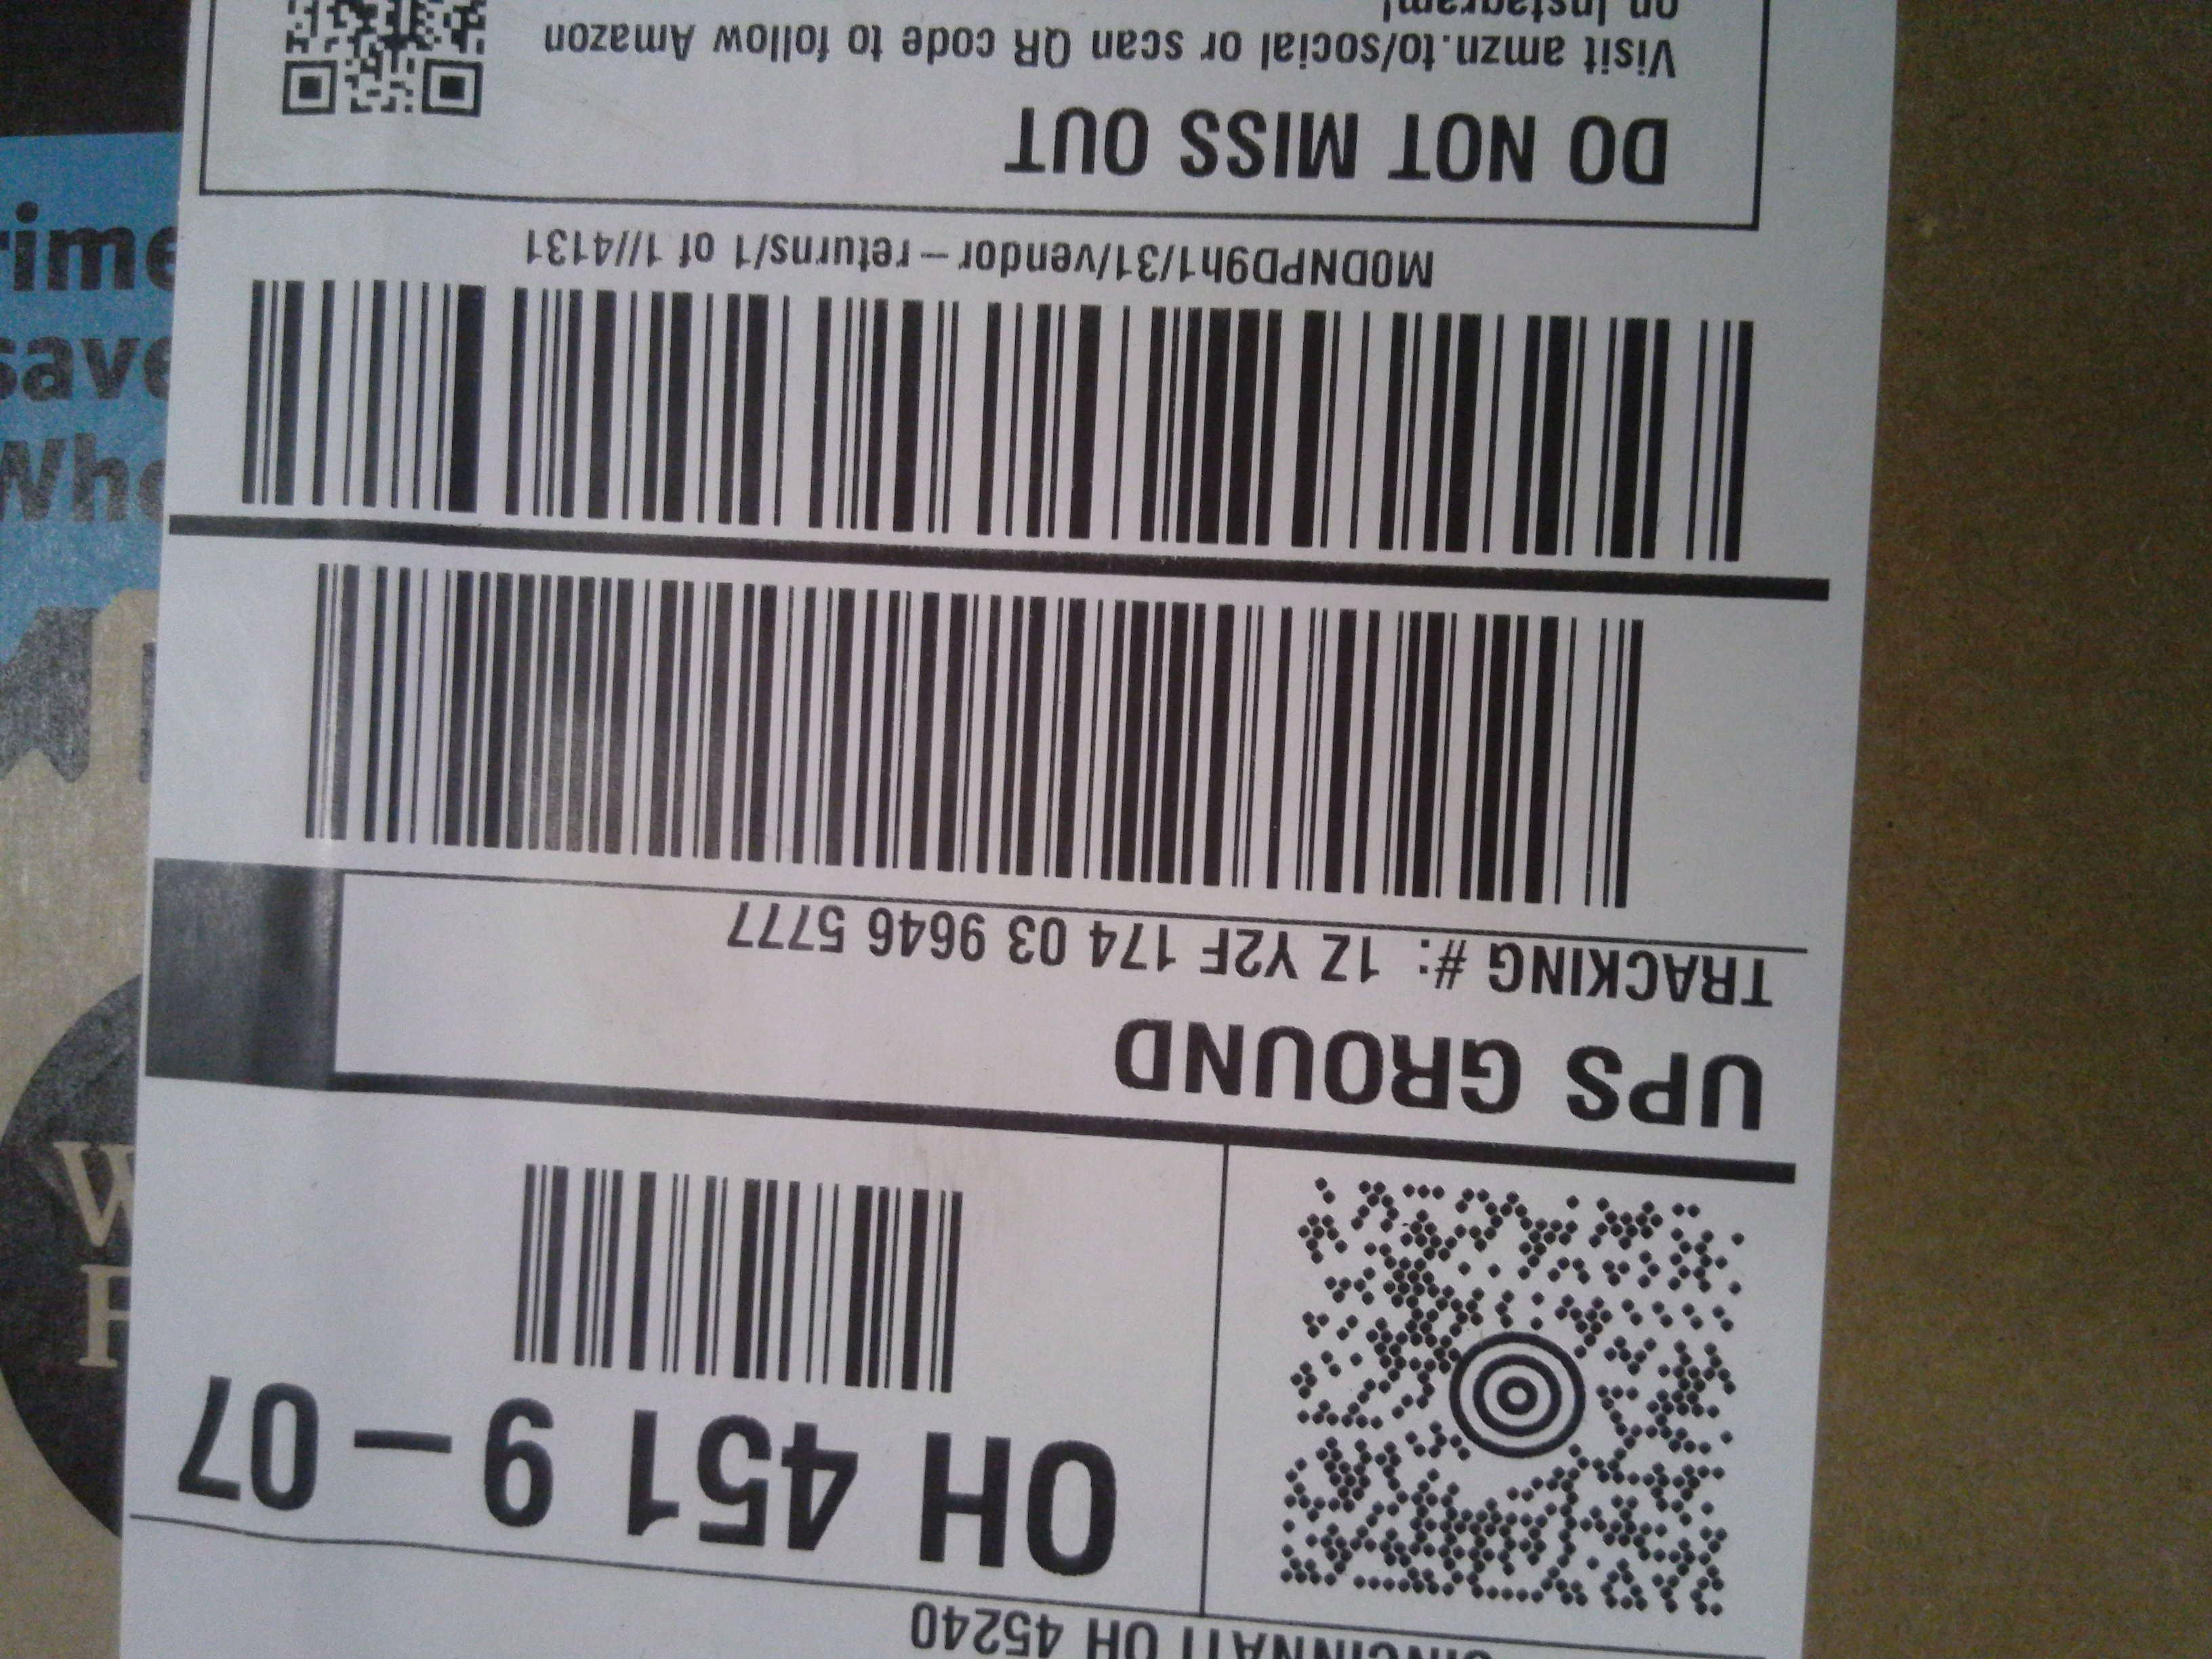 CINCINNATI OH 45240
OH 451 9 – 07
UPS GROUND
TRACKING #: 1Z Y2F 174 03 9646 5777
M0DNPD9h1/31/vendor – returns/1 of 1//4131
DO NOT MISS OUT
Visit amzn.to/social or scan QR code to follow Amazon
on Instagram!
save